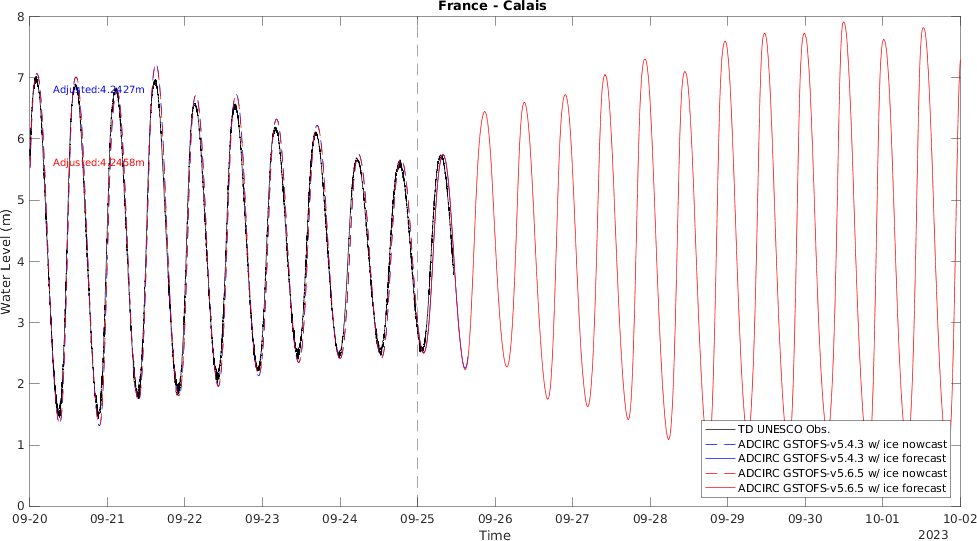 France - Calais
8
7
6
5
4
3
2
1
0
Water Level (m)
Adjusted:4.2427m
Adjusted:4.2458m
TD UNESCO Obs.
ADCIRC GSTOFS-v5.4.3 w/ ice nowcast
ADCIRC GSTOFS-v5.4.3 w/ ice forecast
ADCIRC GSTOFS-v5.6.5 w/ ice nowcast
ADCIRC GSTOFS-v5.6.5 w/ ice forecast
09-20 09-21 09-22 09-23 09-24 09-25 09-26 09-27 09-28 09-29 09-30 10-01 10-02
Time
2023